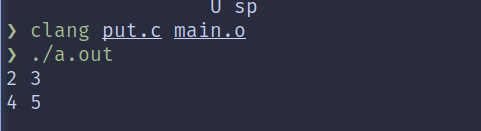 U sp
❯ clang put.c main.o
❯ ./a.out
2 3
4 5